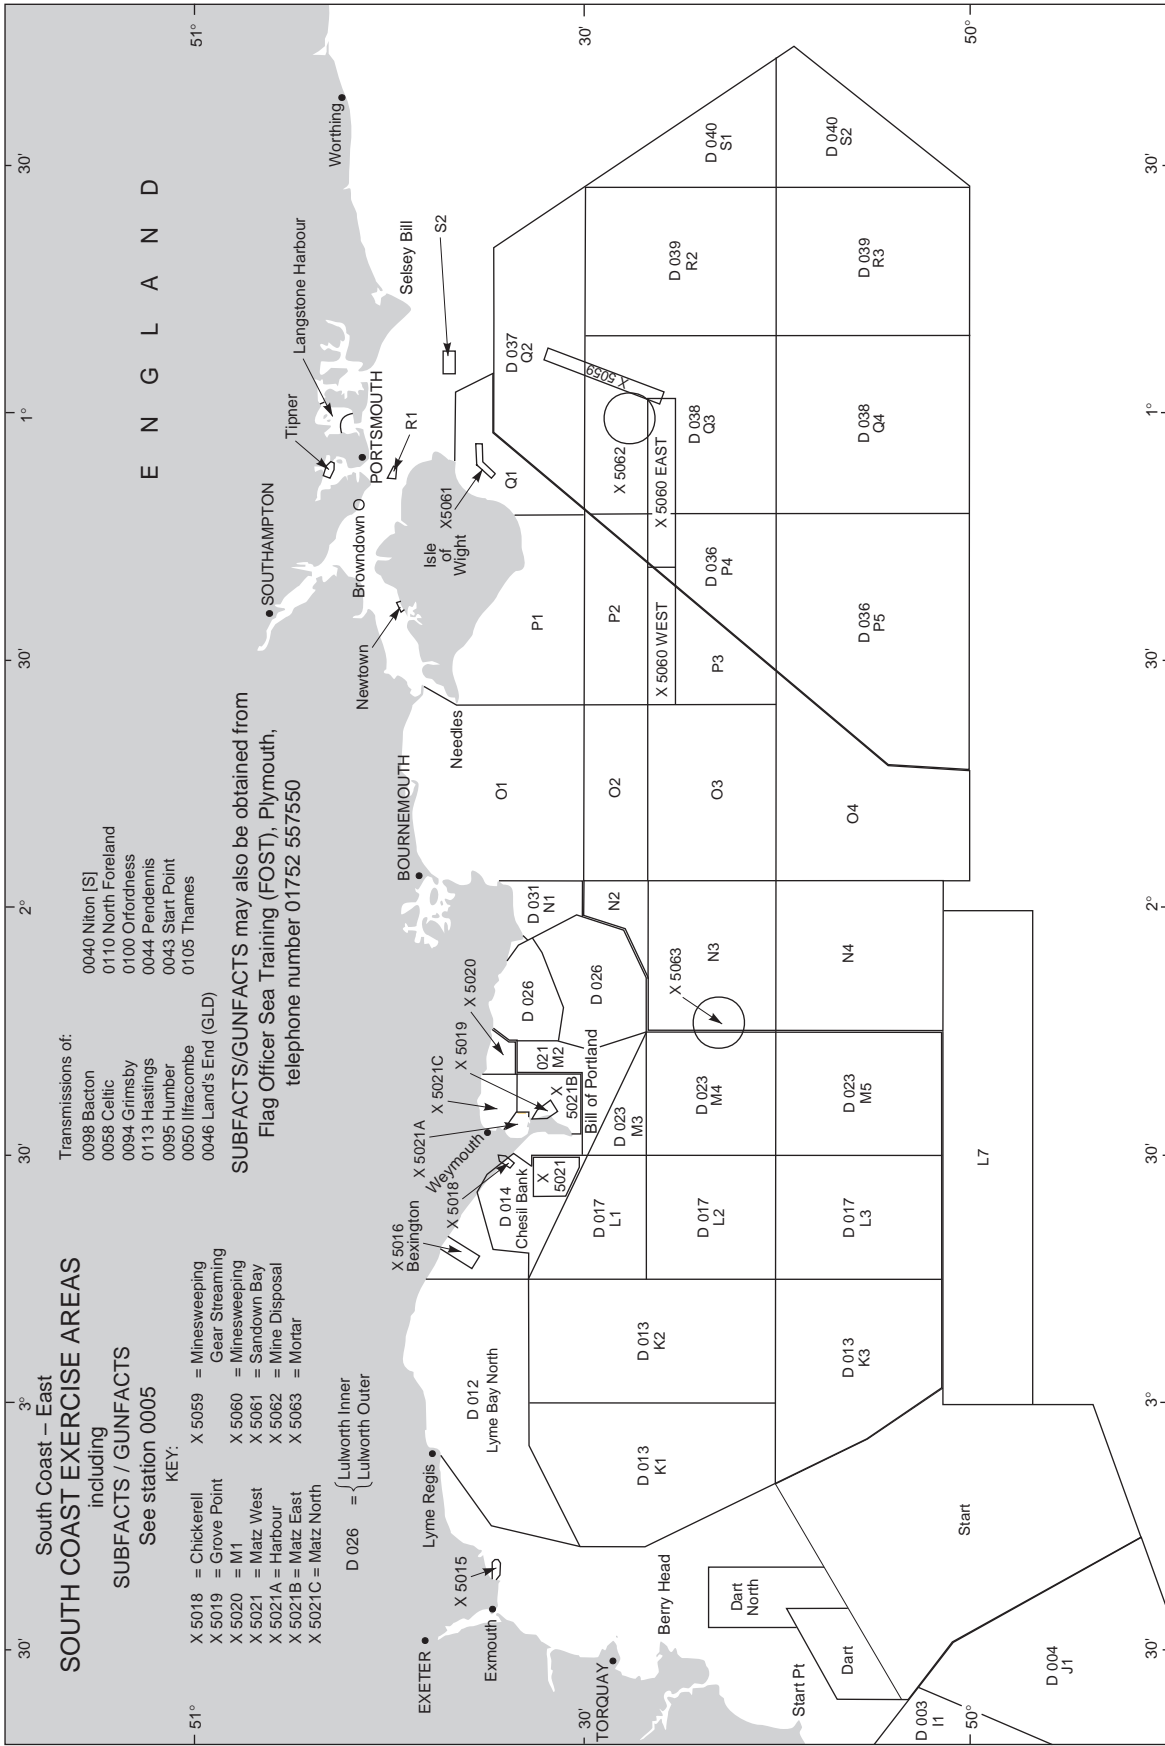 South Coast – East
SOUTH COAST EXERCISE AREAS
including
SUBFACTS / GUNFACTS
See station 0005
KEY:
X 5018 = Chickerell
X 5019 = Grove Point
X 5020 = M1
X 5021 = Matz West
X 5021A = Harbour
X 5021B = Matz East
X 5021C = Matz North
X 5059 = Minesweeping
Gear Streaming
X 5060 = Minesweeping
X 5061 = Sandown Bay
X 5062 = Mine Disposal
X 5063 = Mortar
D 026 = { Lulworth Inner
Lulworth Outer
Transmissions of:
0098 Bacton
0058 Celtic
0094 Grimsby
0113 Hastings
0095 Humber
0050 Ilfracombe
0046 Land's End (GLD)
0040 Niton [S]
0110 North Foreland
0100 Orfordness
0044 Pendennis
0043 Start Point
0105 Thames
SUBFACTS/GUNFACTS may also be obtained from
Flag Officer Sea Training (FOST), Plymouth,
telephone number 01752 557550
E N G L A N D
30'
3°
30'
2°
30'
1°
30'
51°
51°
30'
30'
50°
50°
30'
3°
30'
2°
30'
1°
30'
EXETER
Exmouth
X 5015
Lyme Regis
TORQUAY
Berry Head
Start Pt
Dart
North
Dart
Start
D 003
I1
D 004
J1
D 012
Lyme Bay North
D 013
K1
D 013
K2
D 013
K3
X 5016
Bexington
X 5018
Weymouth
X 5021A
X 5021C
X 5019
X 5020
D 014
Chesil Bank
X
5021
X
5021B
021
M2
Bill of Portland
D 026
D 026
D 017
L1
D 017
L2
D 017
L3
D 023
M3
D 023
M4
D 023
M5
L7
D 031
N1
N2
N3
N4
X 5063
BOURNEMOUTH
Needles
O1
O2
O3
O4
SOUTHAMPTON
Newtown
Browndown
Isle
of
Wight
Tipner
Langstone Harbour
PORTSMOUTH
R1
X5061
Selsey Bill
S2
Worthing
P1
P2
P3
X 5060 WEST
X 5060 EAST
D 036
P4
D 036
P5
Q1
D 037
Q2
X 5059
X 5062
D 038
Q3
D 038
Q4
D 039
R2
D 039
R3
D 040
S1
D 040
S2